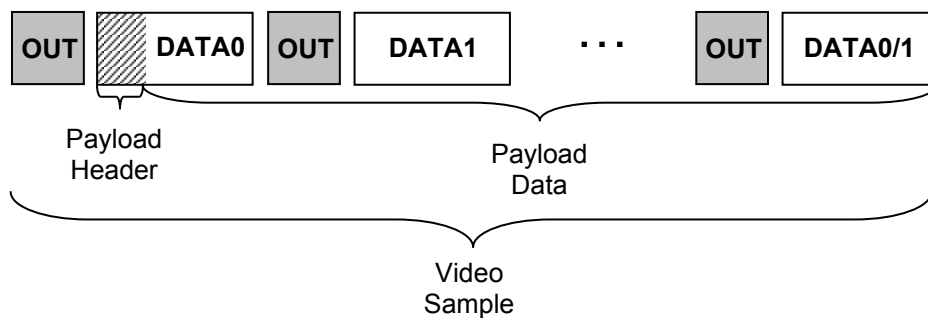 OUT DATA0 OUT DATA1 ... OUT DATA0/1
Payload
Header
Payload
Data
Video
Sample